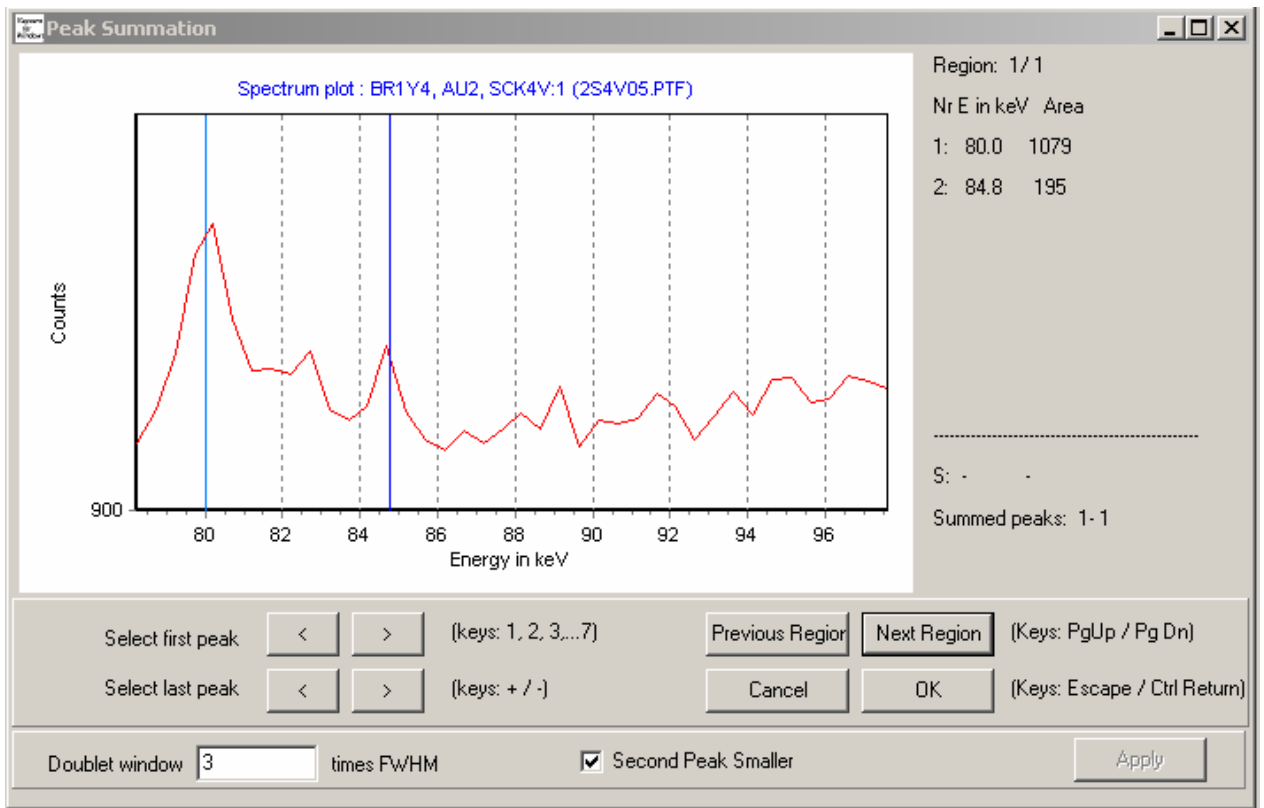 Peak Summation
Spectrum plot : BR1Y4, AU2, SCK4V:1 (2S4V05.PTF)
Counts
900
80 82 84 86 88 90 92 94 96
Energy in keV
Region: 1/ 1
Nr E in keV Area
1: 80.0 1079
2: 84.8 195
S: - -
Summed peaks: 1- 1
Select first peak < > (keys: 1, 2, 3,...7) Previous Region Next Region (Keys: PgUp / Pg Dn)
Select last peak < > (keys: + / -) Cancel OK (Keys: Escape / Ctrl Return)
Doublet window 3 times FWHM Second Peak Smaller Apply